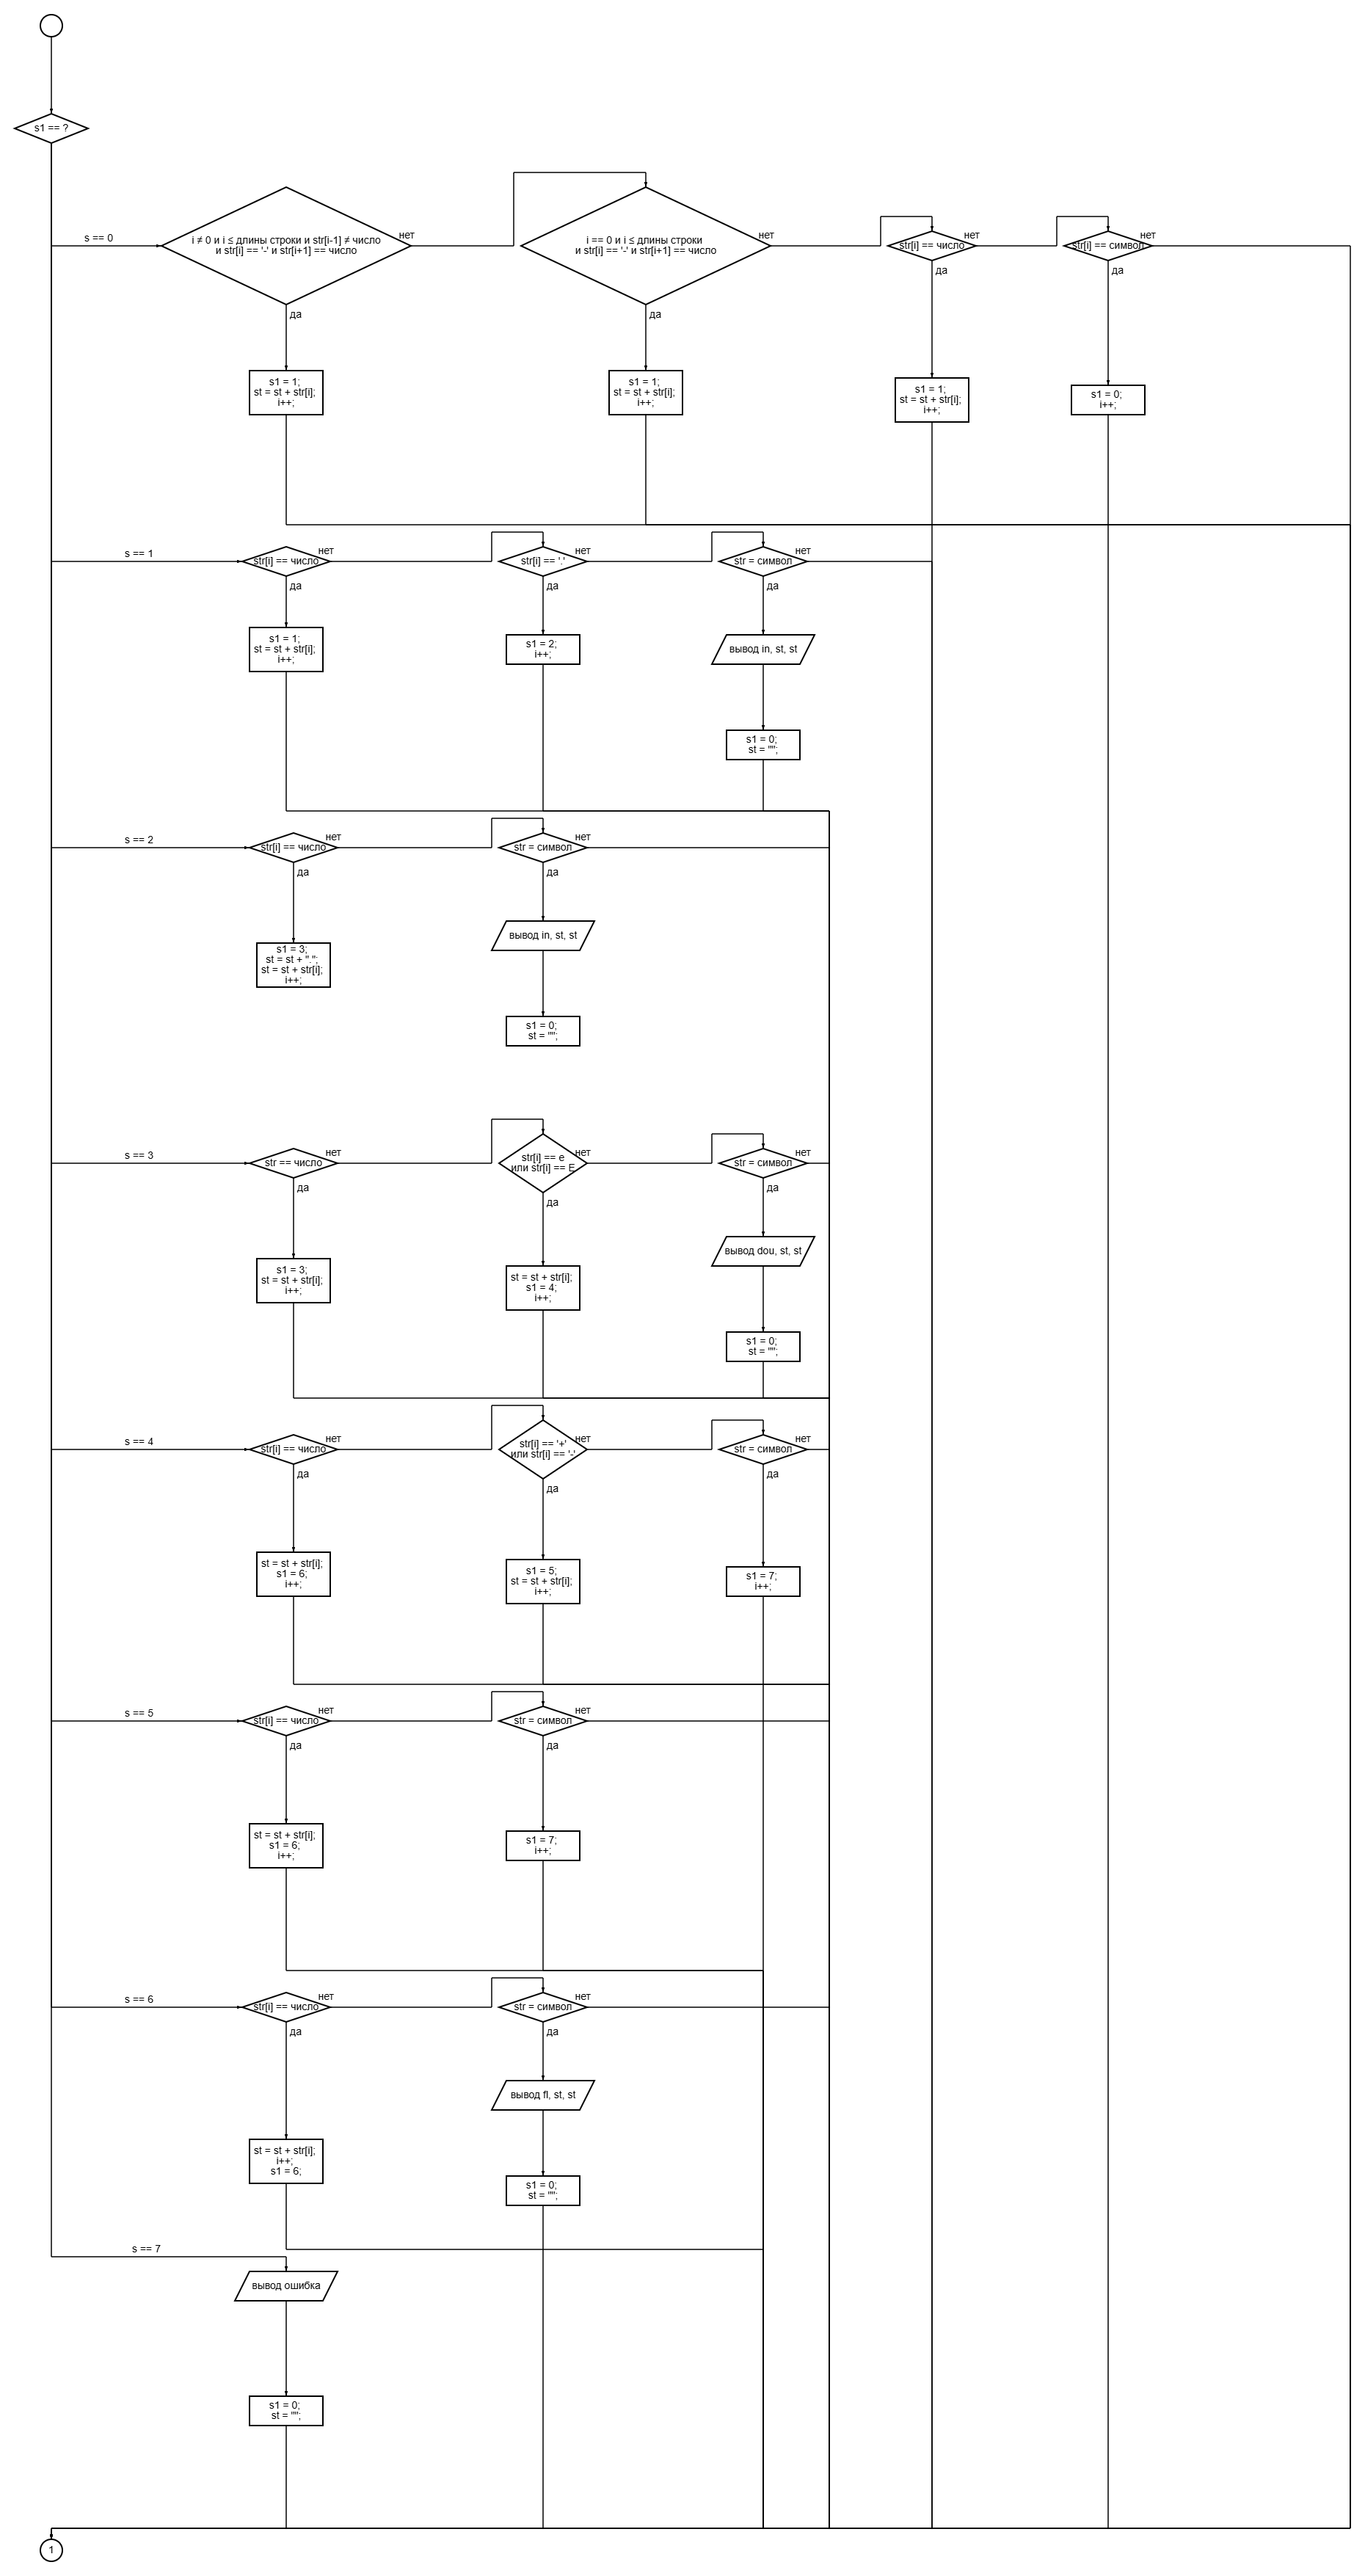 s1 == ?
s == 0
i ≠ 0 и i ≤ длины строки и str[i-1] ≠ число
и str[i] == '-' и str[i+1] == число
нет
да
i == 0 и i ≤ длины строки
и str[i] == '-' и str[i+1] == число
нет
да
str[i] == число
нет
да
str[i] == символ
нет
да
s1 = 1;
st = st + str[i];
i++;
s1 = 1;
st = st + str[i];
i++;
s1 = 1;
st = st + str[i];
i++;
s1 = 0;
i++;
s == 1
str[i] == число
нет
да
str[i] == '.'
нет
да
str = символ
нет
да
s1 = 1;
st = st + str[i];
i++;
s1 = 2;
i++;
вывод in, st, st
s1 = 0;
st = "";
s == 2
str[i] == число
нет
да
str = символ
нет
да
s1 = 3;
st = st + ".";
st = st + str[i];
i++;
вывод in, st, st
s1 = 0;
st = "";
s == 3
str == число
нет
да
str[i] == e
или str[i] == E
нет
да
str = символ
нет
да
s1 = 3;
st = st + str[i];
i++;
st = st + str[i];
s1 = 4;
i++;
вывод dou, st, st
s1 = 0;
st = "";
s == 4
str[i] == число
нет
да
str[i] == '+'
или str[i] == '-'
нет
да
str = символ
нет
да
st = st + str[i];
s1 = 6;
i++;
s1 = 5;
st = st + str[i];
i++;
s1 = 7;
i++;
s == 5
str[i] == число
нет
да
str = символ
нет
да
st = st + str[i];
s1 = 6;
i++;
s1 = 7;
i++;
s == 6
str[i] == число
нет
да
str = символ
нет
да
st = st + str[i];
i++;
s1 = 6;
вывод fl, st, st
s1 = 0;
st = "";
s == 7
вывод ошибка
s1 = 0;
st = "";
1